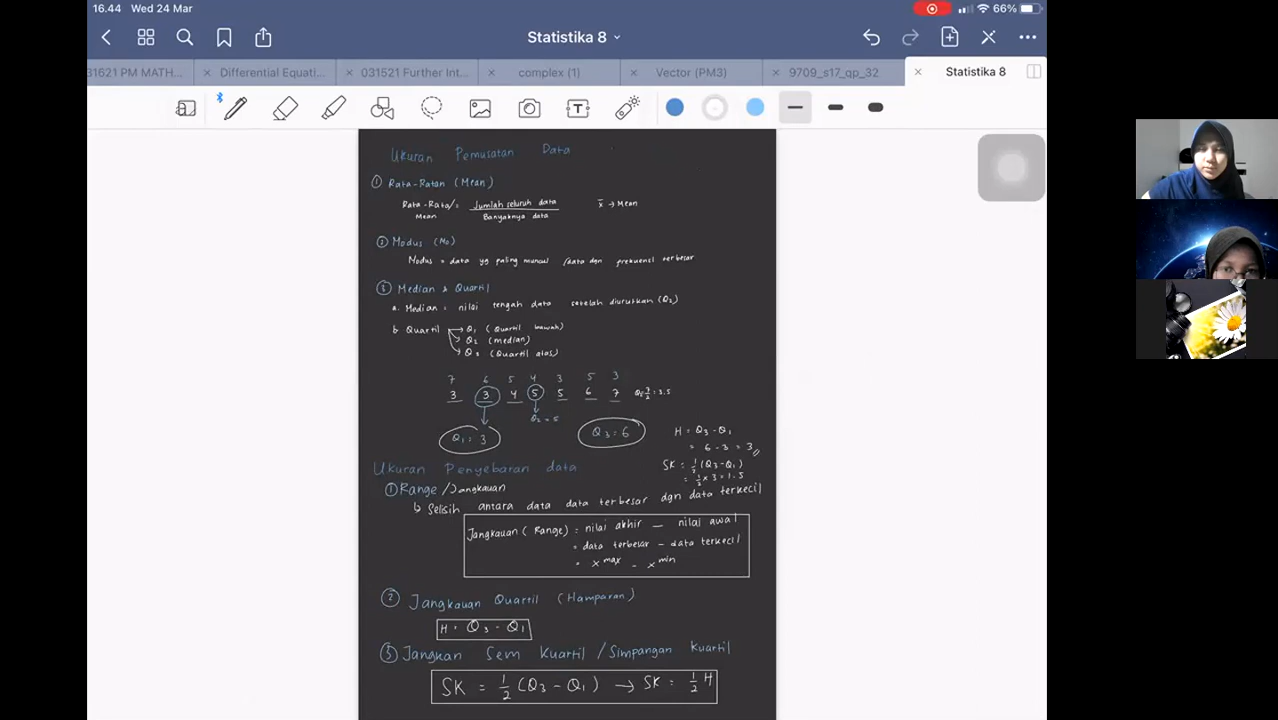 16.44 Wed 24 Mar
66%
Statistika 8
031621 PM MATH...
Differential Equati...
031521 Further Int...
complex (1)
Vector (PM3)
9709_s17_qp_32
Statistika 8
Ukuran Pemusatan Data
① Rata-Ratan (Mean)
Rata-Rata/Mean = Jumlah seluruh data / Banyaknya data
x̄ → Mean
② Modus (Mo)
Modus = data yg paling muncul /data dgn frekuensi terbesar
③ Median & Quartil
a. Median = nilai tengah data setelah diurutkan (Q₂)
b Quartil → Q₁ (Quartil bawah)
Q₂ (median)
→ Q₃ (Quartil atas)
7 6 5 4 3 5 3
3 3 4 5 5 6 7
Q₂ = 5
Q₁ = 3
Q₃ = 6
H = Q₃ - Q₁
= 6 - 3 = 3
SK = ½ (Q₃ - Q₁)
= ½ × 3 = 1.5
Ukuran Penyebaran data
① Range /Jangkauan
↳ Selisih antara data data terbesar dgn data terkecil
Jangkauan ( Range) = nilai akhir — nilai awal
= data terbesar - data terkecil
= x max - x min
② Jangkauan Quartil (Hamparan)
H = Q₃ - Q₁
③ Jangkan Sem Kuartil /Simpangan Kuartil
SK = ½ (Q₃ - Q₁) → SK = ½ H